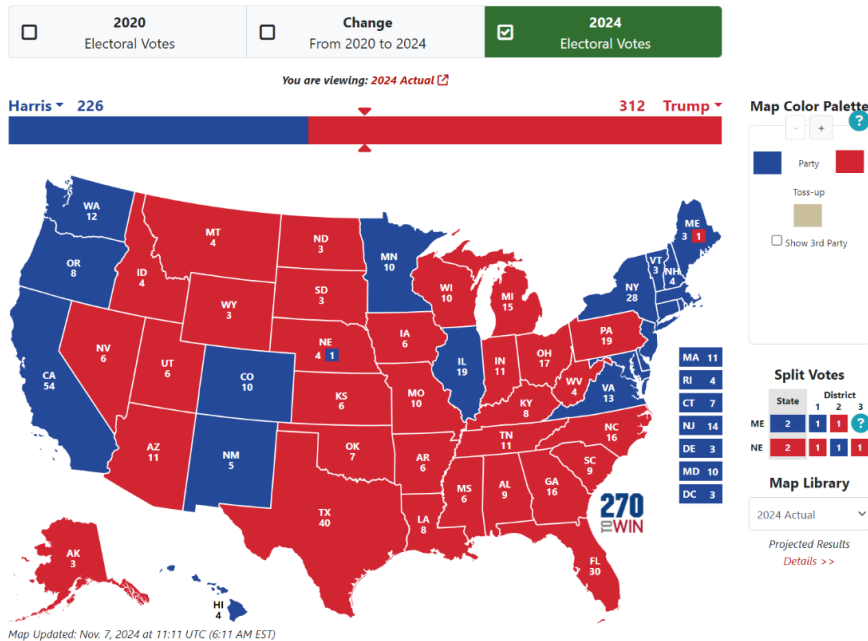 2020
Electoral Votes
Change
From 2020 to 2024
2024
Electoral Votes
You are viewing: 2024 Actual
Harris 226
312 Trump
Map Color Palette
- +
?
Party
Toss-up
Show 3rd Party
WA
12
OR
8
CA
54
NV
6
ID
4
MT
4
WY
3
UT
6
AZ
11
CO
10
NM
5
ND
3
SD
3
NE
4 1
KS
6
OK
7
TX
40
MN
10
IA
6
MO
10
AR
6
LA
8
WI
10
IL
19
MI
15
IN
11
OH
17
KY
8
TN
11
MS
6
AL
9
GA
16
FL
30
SC
9
NC
16
VA
13
WV
4
PA
19
NY
28
VT
3
NH
4
ME
3 1
AK
3
HI
4
MA 11
RI 4
CT 7
NJ 14
DE 3
MD 10
DC 3
270
TO WIN
Split Votes
State District
1 2 3
ME 2 1 1 ?
NE 2 1 1 1
Map Library
2024 Actual
Projected Results
Details >>
Map Updated: Nov. 7, 2024 at 11:11 UTC (6:11 AM EST)